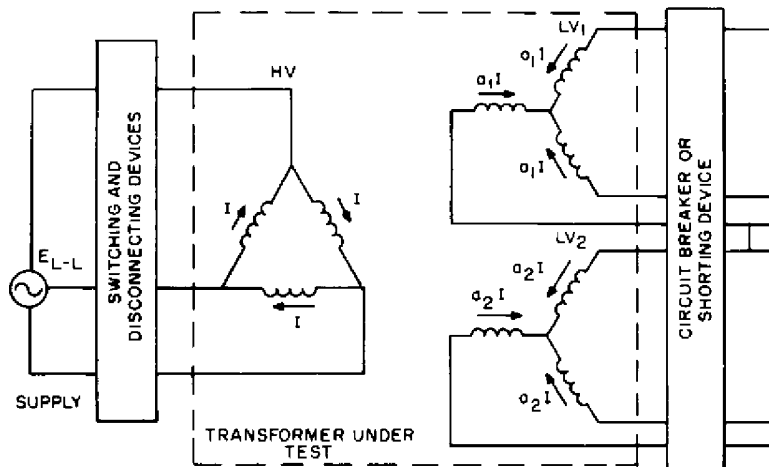 SWITCHING AND
DISCONNECTING DEVICES
HV
I
I
I
E L-L
SUPPLY
TRANSFORMER UNDER
TEST
LV1
a1I
a1I
a1I
LV2
a2I
a2I
a2I
CIRCUIT BREAKER OR
SHORTING DEVICE